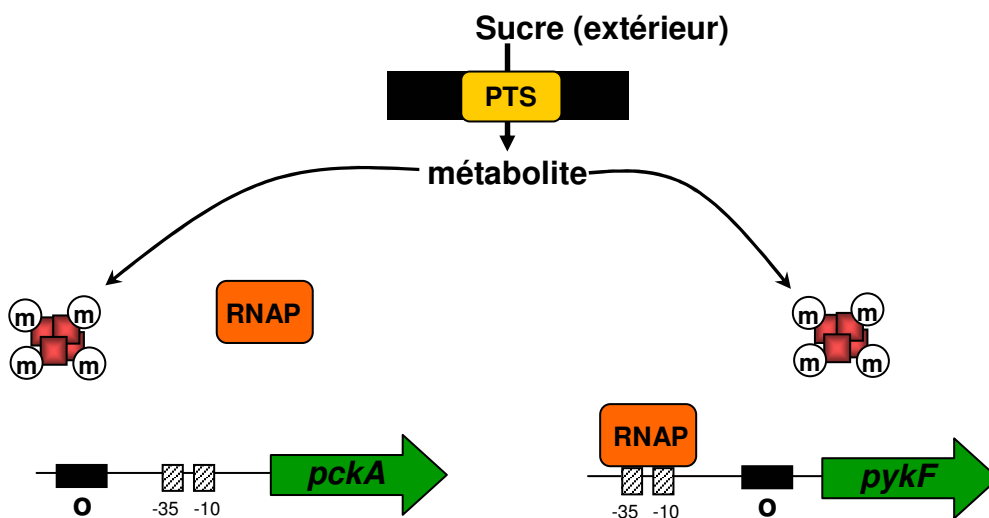 Sucre (extérieur)
PTS
métabolite
m m
RNAP
m m
m m
m m
RNAP
pckA
pykF
O -35 -10
-35 -10 O